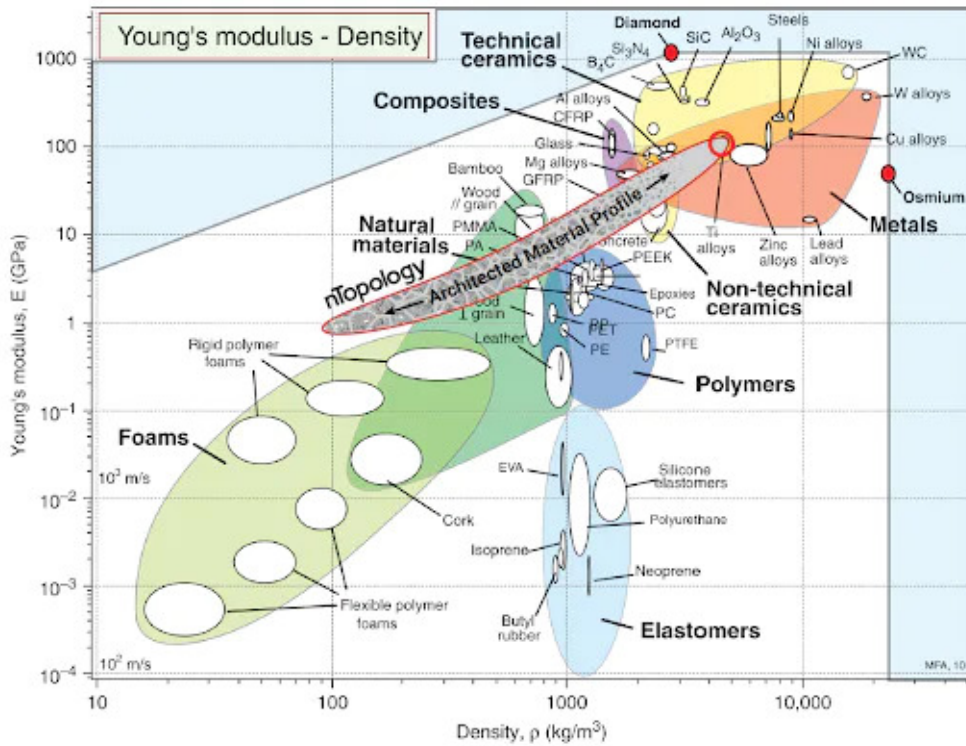 Young's modulus - Density
Young's modulus, E (GPa)
1000
100
10
1
10⁻¹
10⁻²
10⁻³
10⁻⁴
10
100
1000
10,000
Density, ρ (kg/m³)
Technical
ceramics
Diamond
Si₃N₄
SiC
Al₂O₃
Steels
Ni alloys
B₄C
WC
W alloys
Composites
Al alloys
CFRP
Glass
Mg alloys
GFRP
Cu alloys
Osmium
Metals
Bamboo
Wood
// grain
PMMA
PA
Natural
materials
nTopology
Architected Material Profile
Ti
alloys
Zinc
alloys
Lead
alloys
PEEK
Non-technical
ceramics
Epoxies
PC
grain
PP
PET
PE
PTFE
Leather
Polymers
Rigid polymer
foams
Foams
10³ m/s
Cork
EVA
Silicone
elastomers
Polyurethane
Isoprene
Neoprene
Butyl
rubber
Elastomers
Flexible polymer
foams
10² m/s
MFA, 10